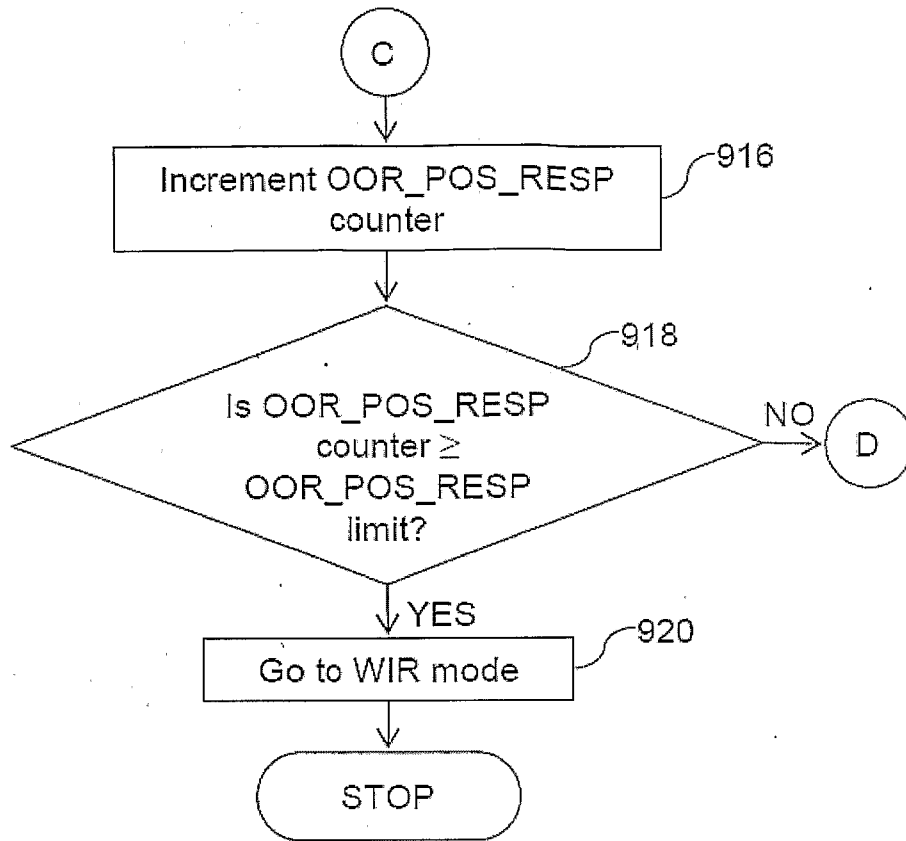 C
Increment OOR_POS_RESP
counter
916
918
Is OOR_POS_RESP
counter ≥
OOR_POS_RESP
limit?
NO
D
YES
920
Go to WIR mode
STOP